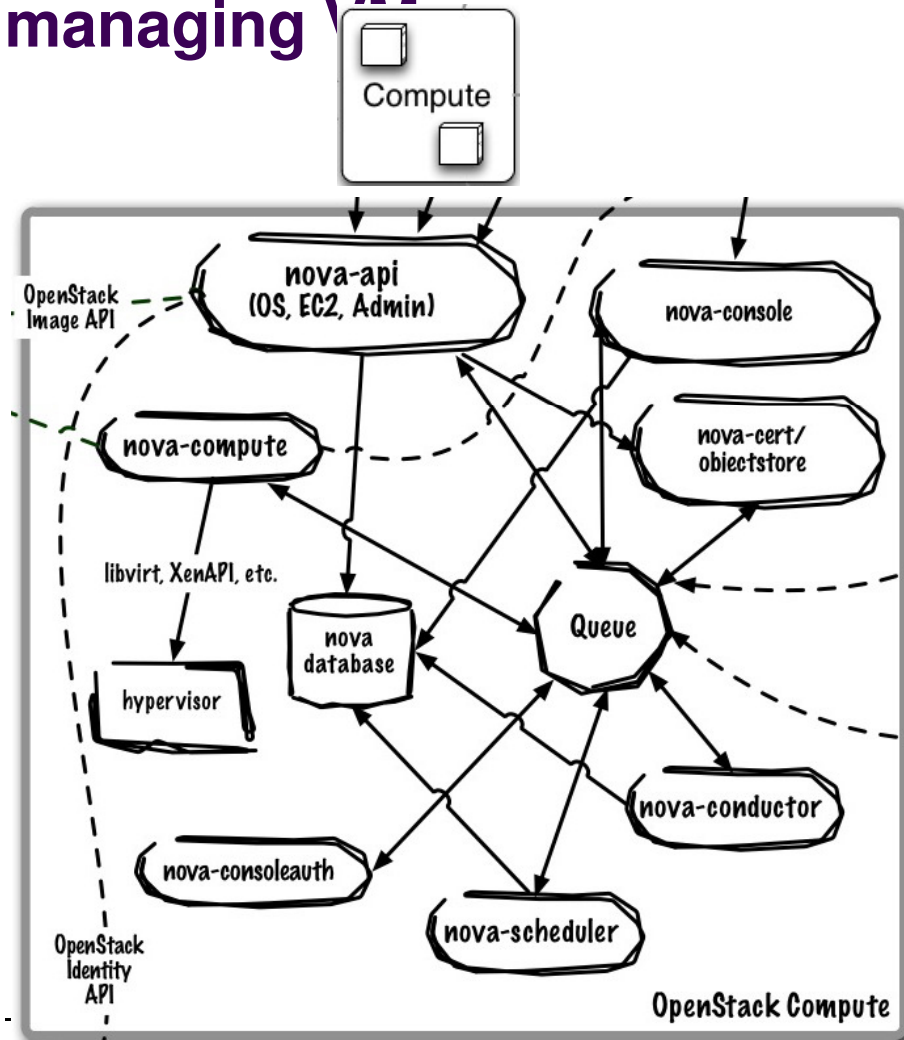 managing
Compute
nova-api
(OS, EC2, Admin)
OpenStack
Image API
nova-console
nova-compute
nova-cert/
objectstore
libvirt, XenAPI, etc.
nova
database
Queue
hypervisor
nova-conductor
nova-consoleauth
nova-scheduler
OpenStack
Identity
API
OpenStack Compute
-